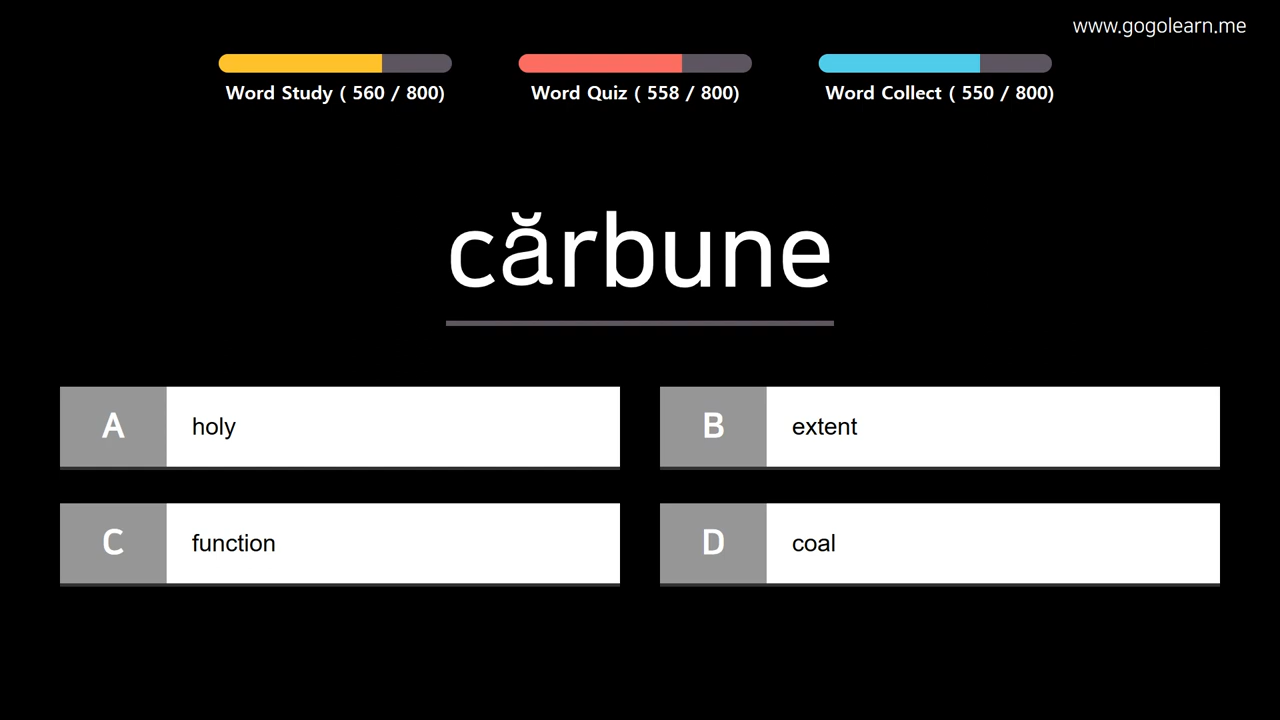 www.gogolearn.me
Word Study ( 560 / 800)
Word Quiz ( 558 / 800)
Word Collect ( 550 / 800)
cărbune
A holy
B extent
C function
D coal